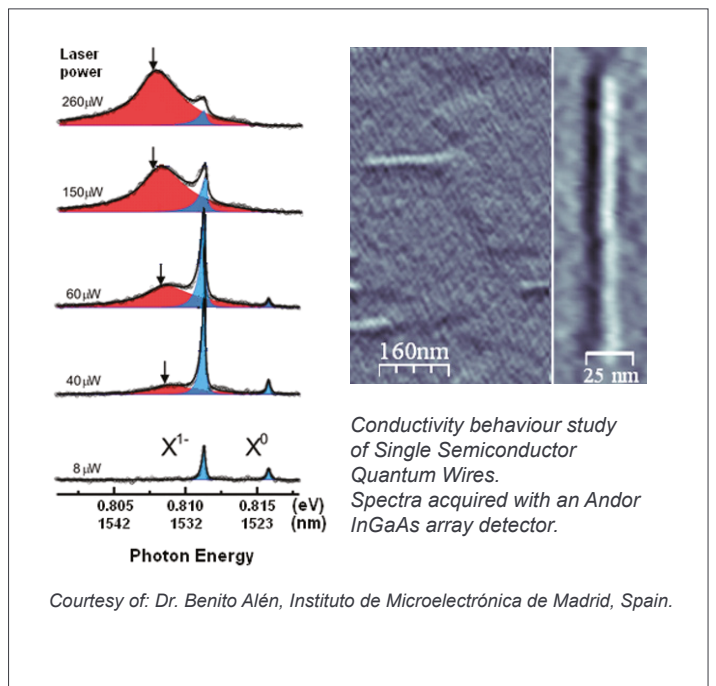 Laser
power
260μW
150μW
60μW
40μW
8μW
X¹⁻ X⁰
0.805 0.810 0.815 (eV)
1542 1532 1523 (nm)
Photon Energy
160nm
25 nm
Conductivity behaviour study
of Single Semiconductor
Quantum Wires.
Spectra acquired with an Andor
InGaAs array detector.
Courtesy of: Dr. Benito Alén, Instituto de Microelectrónica de Madrid, Spain.